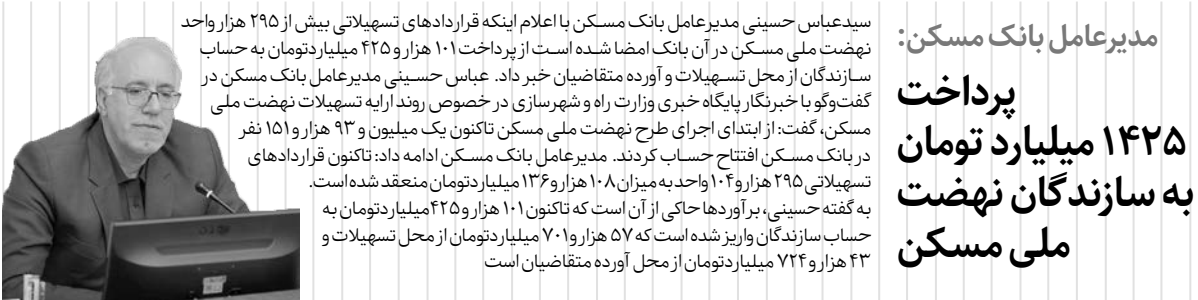 مدیرعامل بانک مسکن:
پرداخت
۱۴۲۵ میلیارد تومان
به سازندگان نهضت
ملی مسکن
سیدعباس حسینی مدیرعامل بانک مسکن با اعلام اینکه قراردادهای تسهیلاتی بیش از ۲۹۵ هزار واحد
نهضت ملی مسکن در آن بانک امضا شده است از پرداخت ۱۰۱ هزار و ۴۲۵ میلیاردتومان به حساب
سازندگان از محل تسهیلات و آورده متقاضیان خبر داد. عباس حسینی مدیرعامل بانک مسکن در
گفت‌وگو با خبرنگار پایگاه خبری وزارت راه و شهرسازی در خصوص روند ارایه تسهیلات نهضت ملی
مسکن، گفت: از ابتدای اجرای طرح نهضت ملی مسکن تاکنون یک میلیون و ۹۳ هزار و ۱۵۱ نفر
در بانک مسکن افتتاح حساب کردند. مدیرعامل بانک مسکن ادامه داد: تاکنون قراردادهای
تسهیلاتی ۲۹۵ هزار و ۱۰۴ واحد به میزان ۱۰۸ هزار و ۱۳۶ میلیاردتومان منعقد شده است.
به گفته حسینی، برآوردها حاکی از آن است که تاکنون ۱۰۱ هزار و ۴۲۵ میلیاردتومان به
حساب سازندگان واریز شده است که ۵۷ هزار و ۷۰۱ میلیاردتومان از محل تسهیلات و
۴۳ هزار و ۷۲۴ میلیاردتومان از محل آورده متقاضیان است